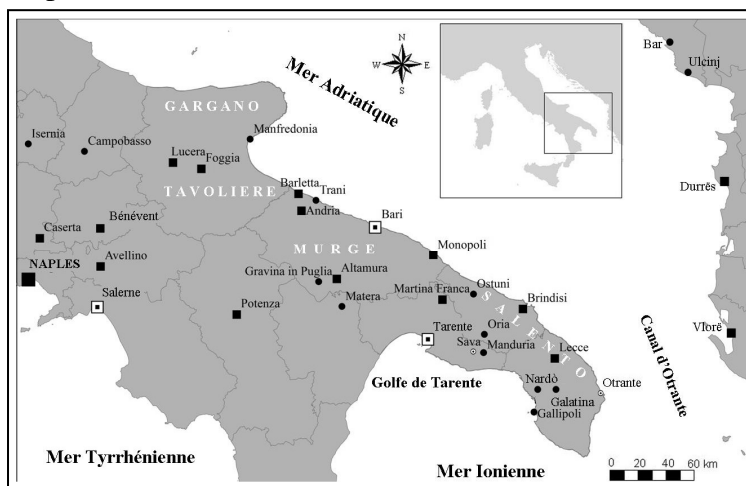 Bar
Ulcinj
N
W E
S
Mer Adriatique
GARGANO
Isernia
Campobasso
Manfredonia
Lucera
Foggia
TAVOLIERE
Barletta
Trani
Andria
Durrës
Caserta
Bénévent
Bari
NAPLES
Avellino
MURGE
Monopoli
Gravina in Puglia
Altamura
Salerne
Potenza
Matera
Martina Franca
Ostuni
SALENTO
Brindisi
Tarente
Oria
Sava
Manduria
Lecce
Vlorë
Canal d'Otrante
Golfe de Tarente
Nardò
Galatina
Otrante
Gallipoli
Mer Tyrrhénienne
Mer Ionienne
0 20 40 60 km